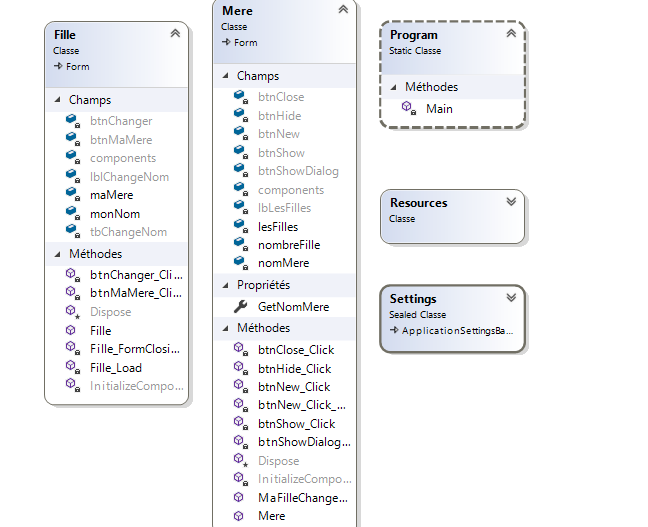 Fille
Classe
Form
Champs
btnChanger
btnMaMere
components
lblChangeNom
maMere
monNom
tbChangeNom
Méthodes
btnChanger_Cli...
btnMaMere_Cli...
Dispose
Fille
Fille_FormClosi...
Fille_Load
InitializeCompo...
Mere
Classe
Form
Champs
btnClose
btnHide
btnNew
btnShow
btnShowDialog
components
lbLesFilles
lesFilles
nombreFille
nomMere
Propriétés
GetNomMere
Méthodes
btnClose_Click
btnHide_Click
btnNew_Click
btnNew_Click_...
btnShow_Click
btnShowDialog...
Dispose
InitializeCompo...
MaFilleChange...
Mere
Program
Static Classe
Méthodes
Main
Resources
Classe
Settings
Sealed Classe
ApplicationSettingsBa...